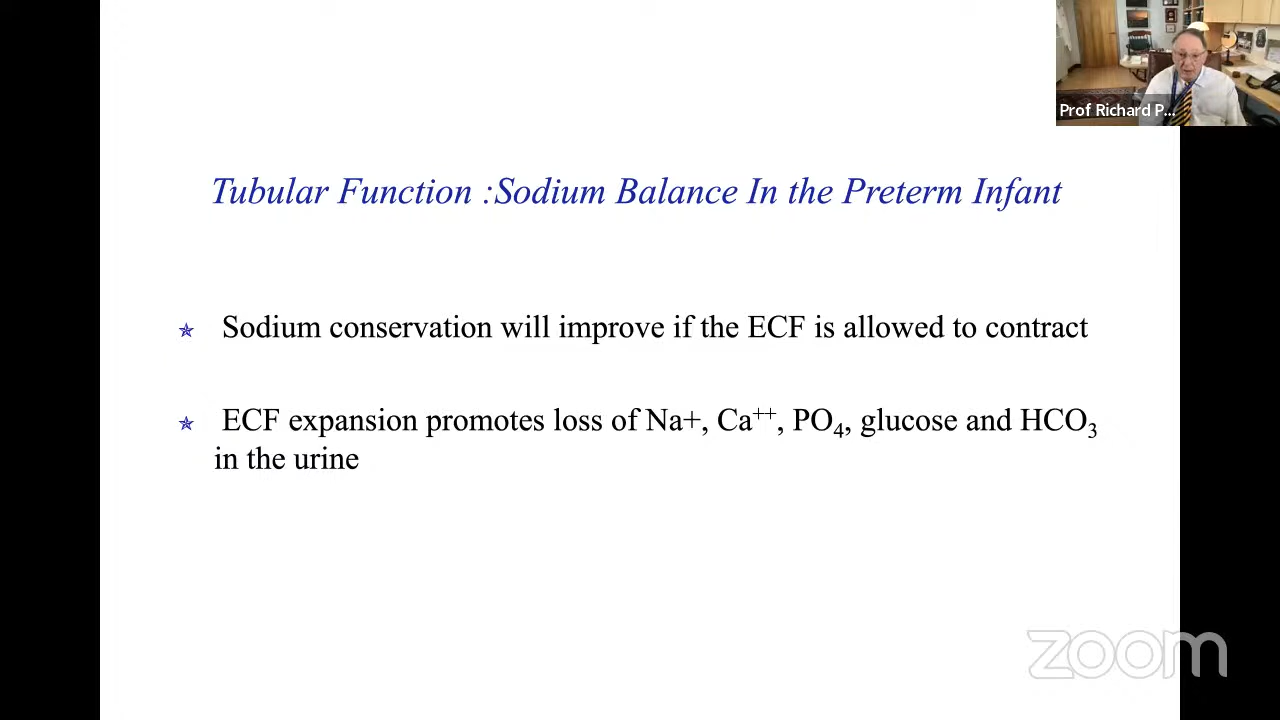 Prof Richard P...
Tubular Function :Sodium Balance In the Preterm Infant
✯ Sodium conservation will improve if the ECF is allowed to contract
✯ ECF expansion promotes loss of Na+, Ca⁺⁺, PO₄, glucose and HCO₃
in the urine
zoom